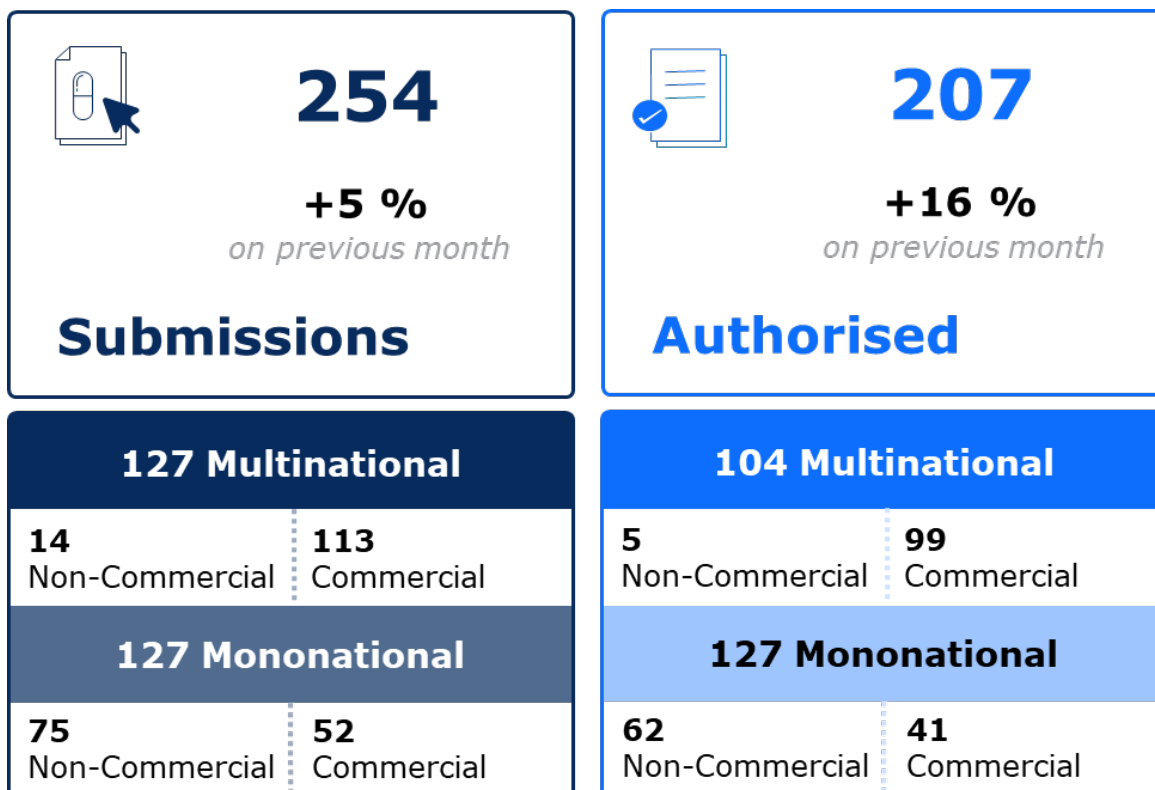 254
+5 %
on previous month
Submissions
127 Multinational
14
Non-Commercial
113
Commercial
127 Mononational
75
Non-Commercial
52
Commercial
207
+16 %
on previous month
Authorised
104 Multinational
5
Non-Commercial
99
Commercial
127 Mononational
62
Non-Commercial
41
Commercial